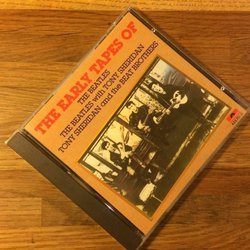 THE EARLY TAPES OF
THE BEATLES
THE BEATLES with TONY SHERIDAN
TONY SHERIDAN and the BEAT BROTHERS